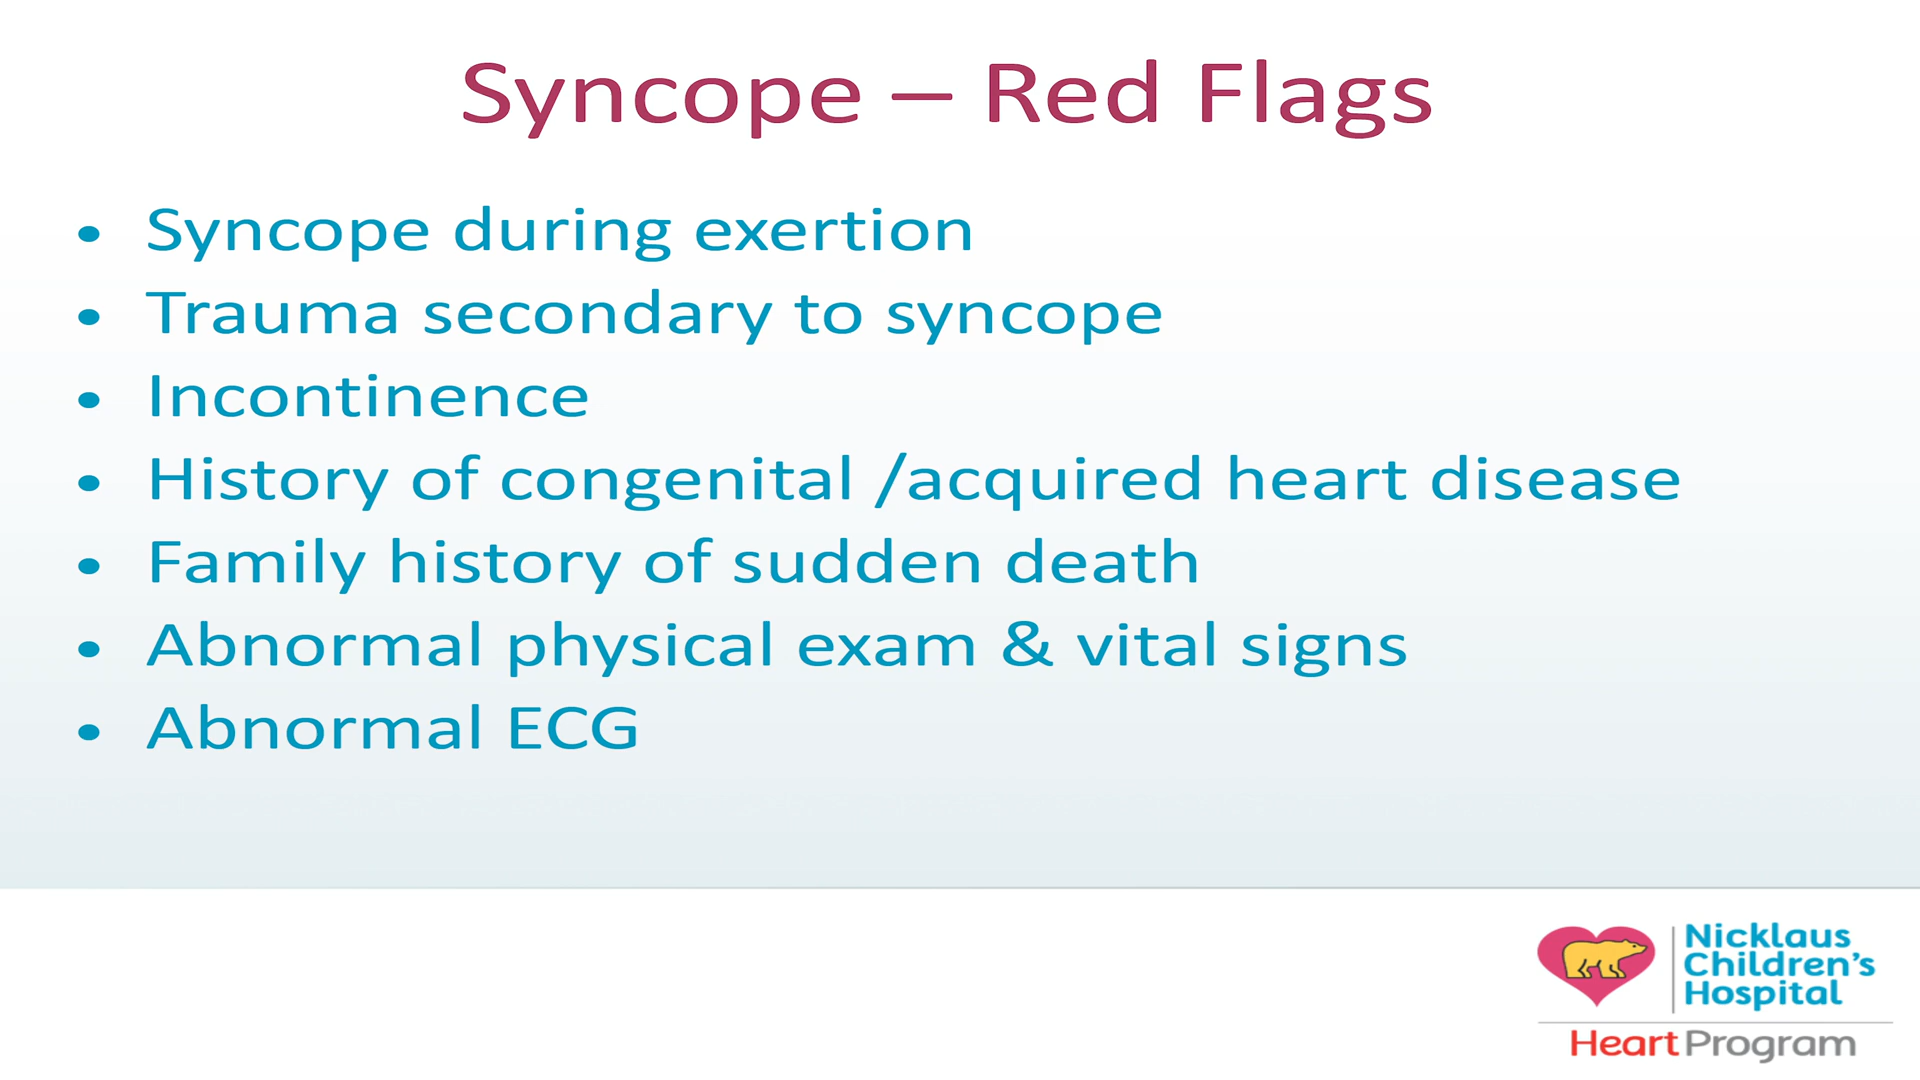 Syncope – Red Flags
• Syncope during exertion
• Trauma secondary to syncope
• Incontinence
• History of congenital /acquired heart disease
• Family history of sudden death
• Abnormal physical exam & vital signs
• Abnormal ECG
Nicklaus
Children's
Hospital
Heart Program